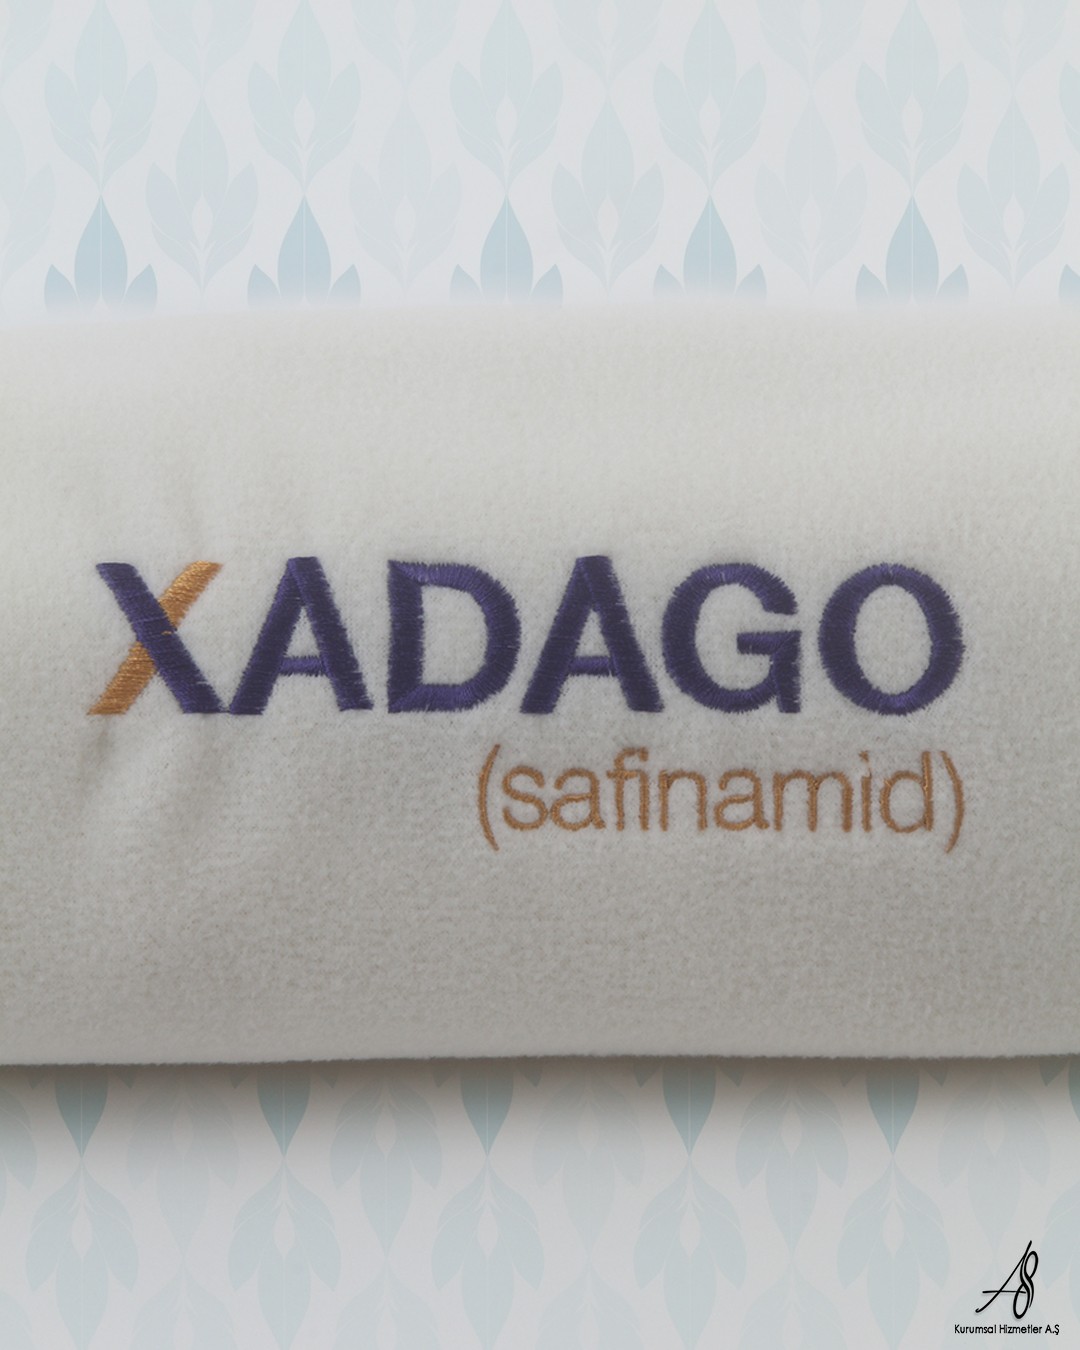 XADAGO
(safinamid)
Kurumsal Hizmetler A.Ş